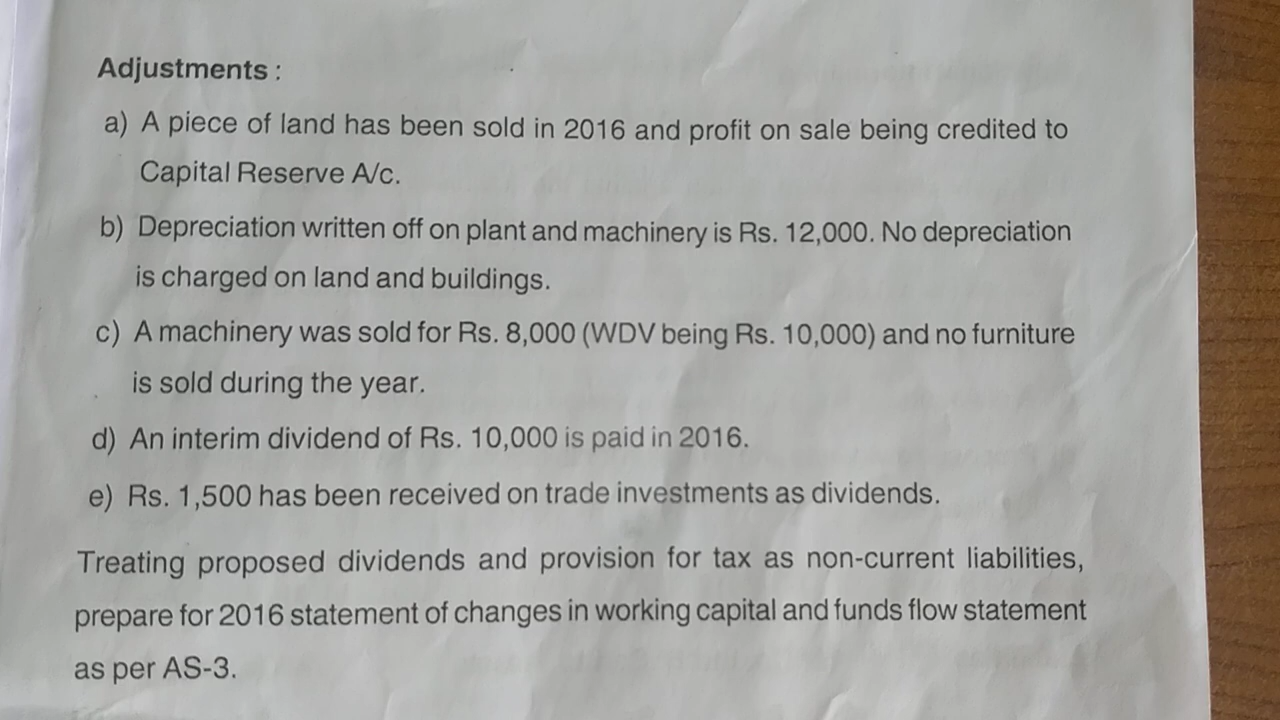 Adjustments :
a) A piece of land has been sold in 2016 and profit on sale being credited to
Capital Reserve A/c.
b) Depreciation written off on plant and machinery is Rs. 12,000. No depreciation
is charged on land and buildings.
c) A machinery was sold for Rs. 8,000 (WDV being Rs. 10,000) and no furniture
is sold during the year.
d) An interim dividend of Rs. 10,000 is paid in 2016.
e) Rs. 1,500 has been received on trade investments as dividends.
Treating proposed dividends and provision for tax as non-current liabilities,
prepare for 2016 statement of changes in working capital and funds flow statement
as per AS-3.